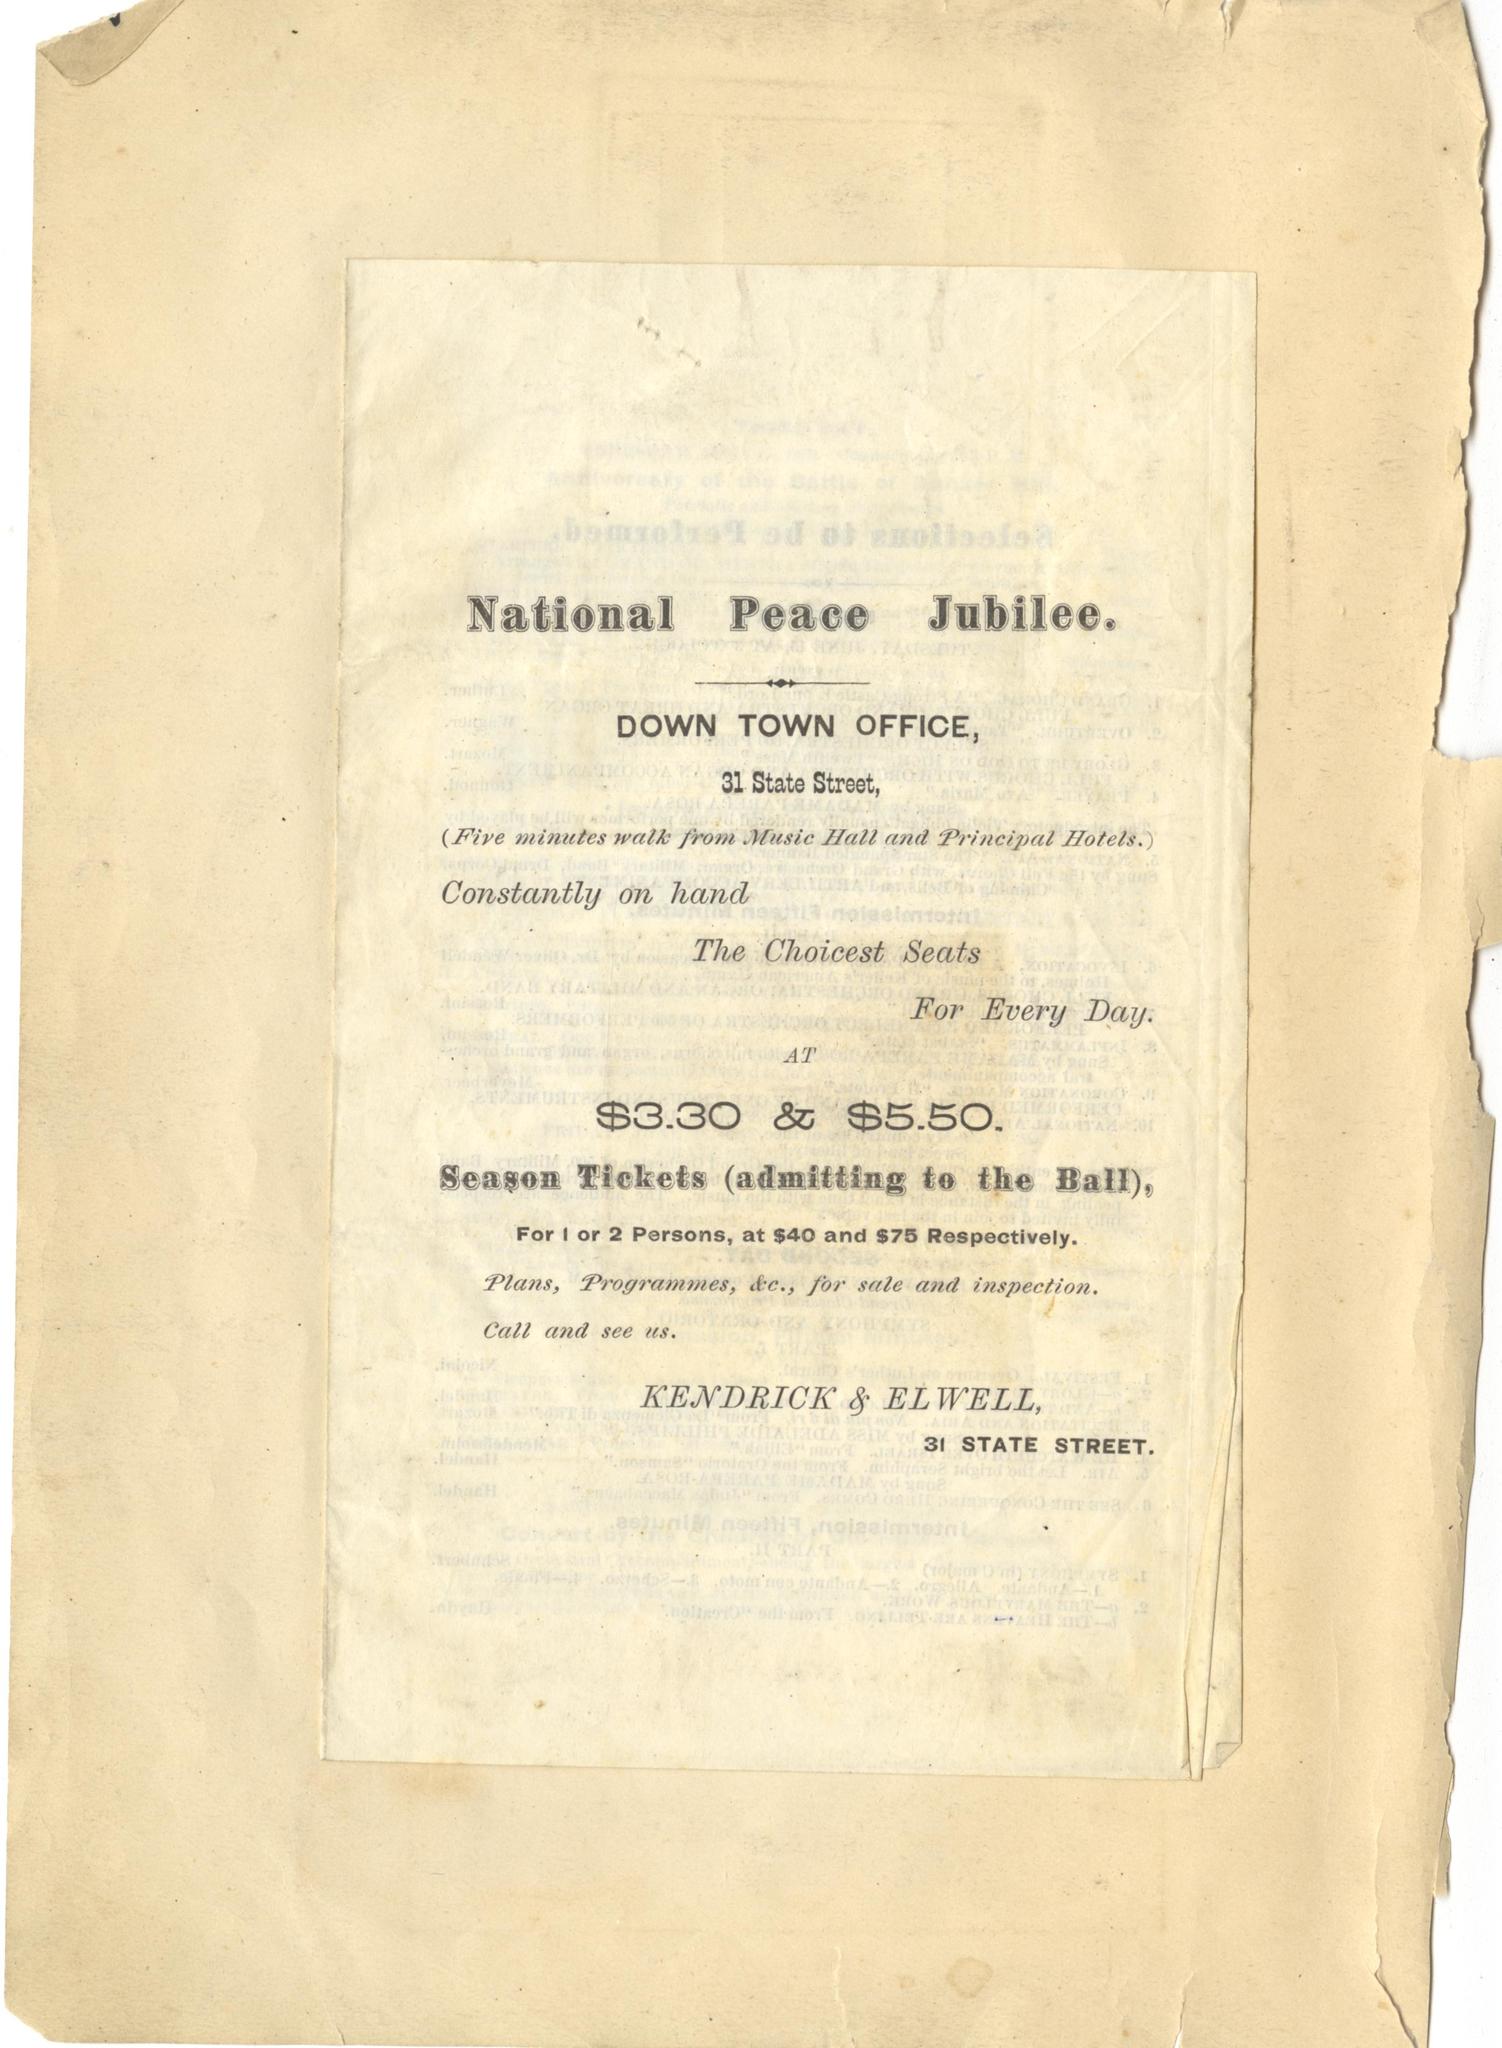 National Peace Jubilee.
DOWN TOWN OFFICE,
31 State Street,
(Five minutes walk from Music Hall and Principal Hotels.)
Constantly on hand
The Choicest Seats
For Every Day.
AT
$3.30 & $5.50.
Season Tickets (admitting to the Ball),
For 1 or 2 Persons, at $40 and $75 Respectively.
Plans, Programmes, &c., for sale and inspection.
Call and see us.
KENDRICK & ELWELL,
31 STATE STREET.